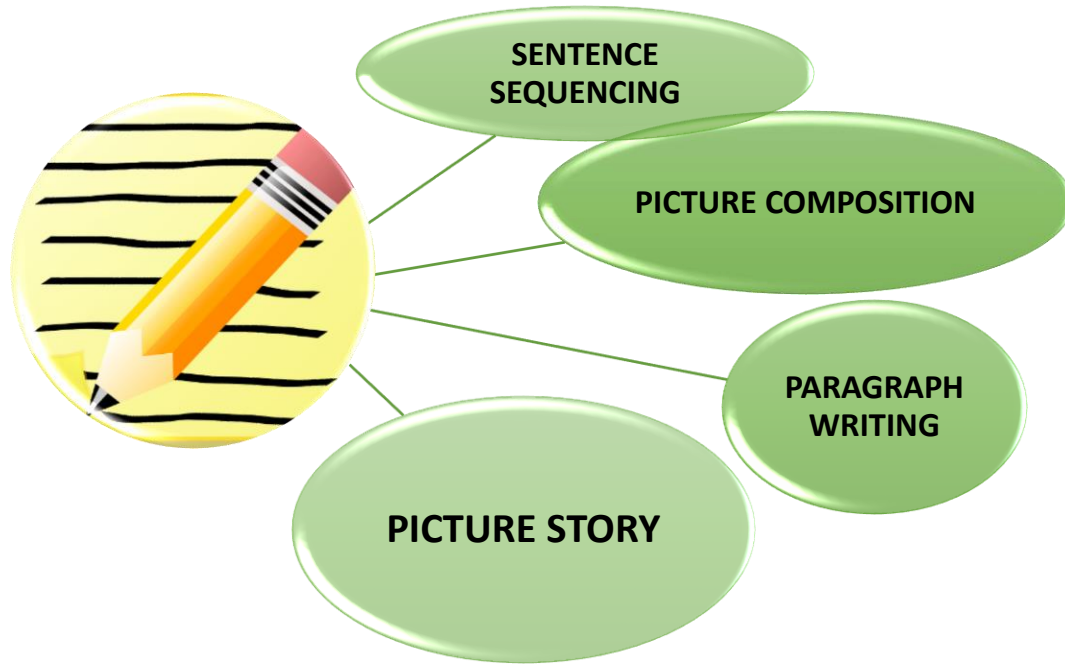 SENTENCE
SEQUENCING
PICTURE COMPOSITION
PARAGRAPH
WRITING
PICTURE STORY